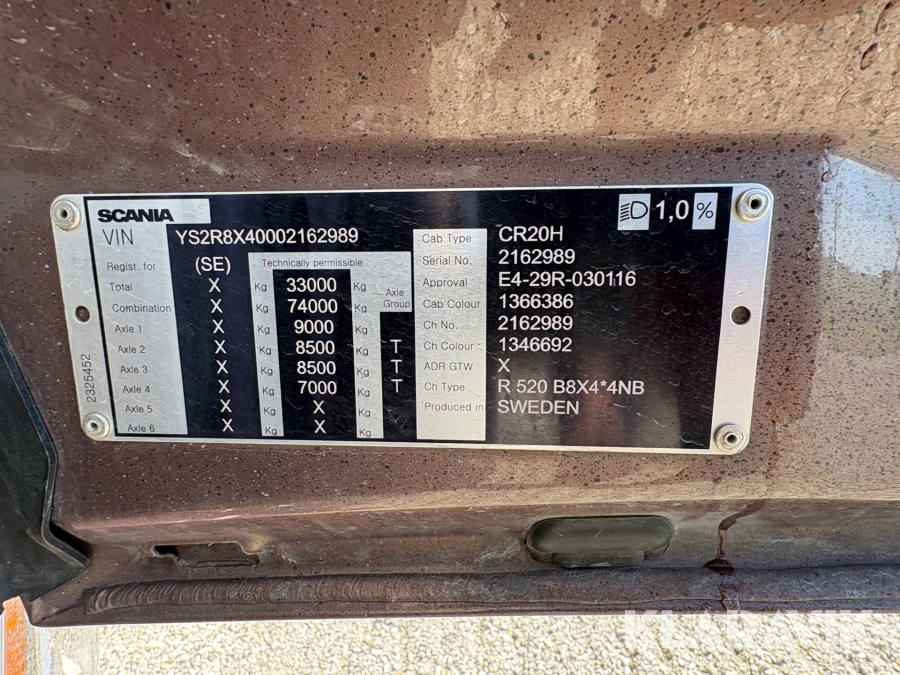 SCANIA 1,0 %
VIN YS2R8X40002162989
Regist. for (SE) Technically permissible
Total X Kg 33000 Kg Axle Group
Combination X Kg 74000 Kg
Axle 1 X Kg 9000 Kg
Axle 2 X Kg 8500 Kg T
Axle 3 X Kg 8500 Kg T
Axle 4 X Kg 7000 Kg T
Axle 5 X Kg X Kg
Axle 6 X Kg X Kg
Cab Type CR20H
Serial No. 2162989
Approval E4-29R-030116
Cab Colour 1366386
Ch No. 2162989
Ch Colour 1346692
ADR GTW X
Ch Type R 520 B8X4*4NB
Produced in SWEDEN
2325452
KLARAVIK